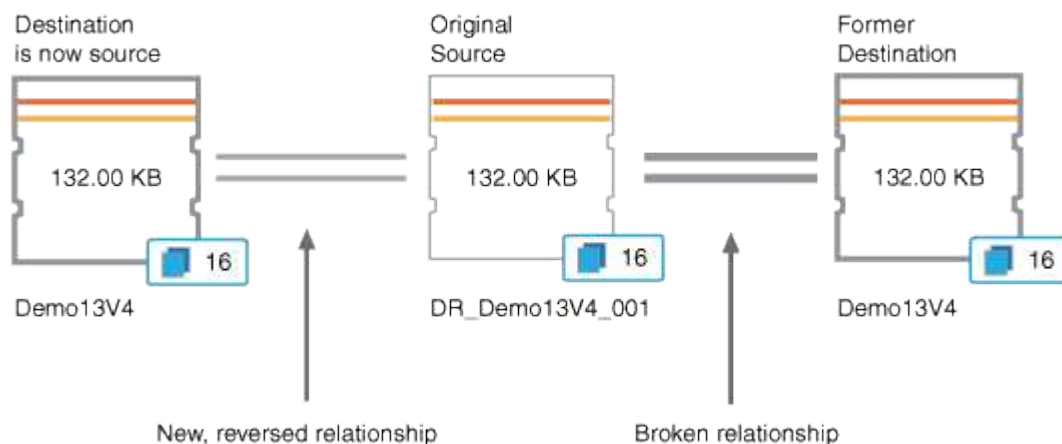 Destination
is now source
Original
Source
Former
Destination
132.00 KB
132.00 KB
132.00 KB
16
16
16
Demo13V4
DR_Demo13V4_001
Demo13V4
New, reversed relationship
Broken relationship